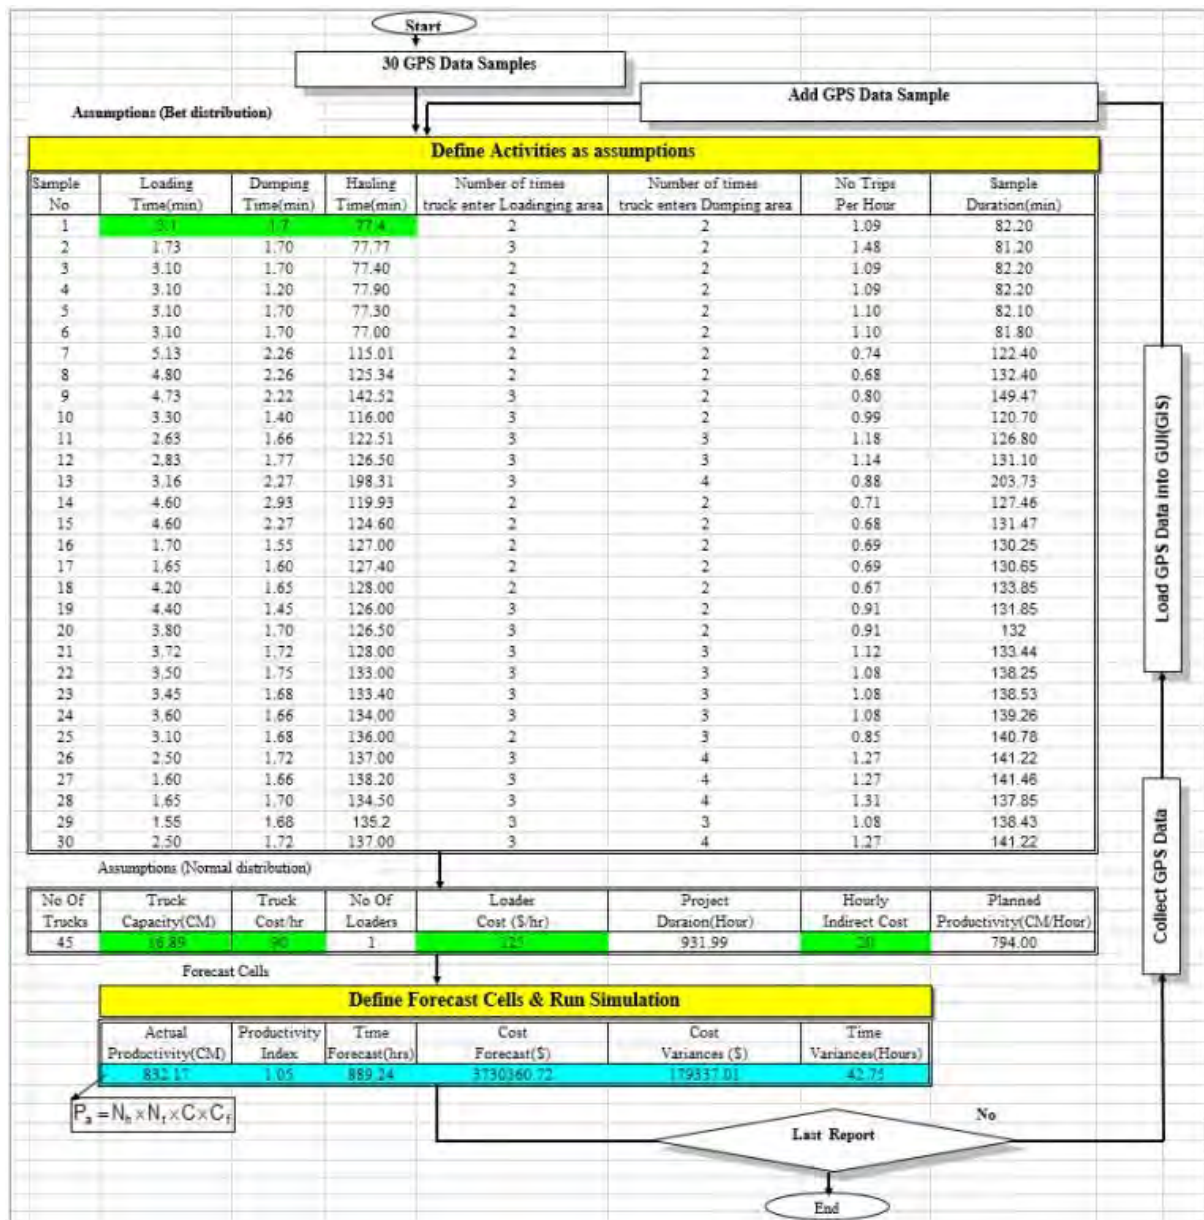 Start
30 GPS Data Samples
Add GPS Data Sample
Assumptions (Bet distribution)
Define Activities as assumptions
Sample Loading Dumping Hauling Number of times Number of times No Trips Sample
No Time(min) Time(min) Time(min) truck enter Loadinging area truck enters Dumping area Per Hour Duration(min)
1 3.1 1.7 77.4 2 2 1.09 82.20
2 1.73 1.70 77.77 3 2 1.48 81.20
3 3.10 1.70 77.40 2 2 1.09 82.20
4 3.10 1.20 77.90 2 2 1.09 82.20
5 3.10 1.70 77.30 2 2 1.10 82.10
6 3.10 1.70 77.00 2 2 1.10 81.80
7 5.13 2.26 115.01 2 2 0.74 122.40
8 4.80 2.26 125.34 2 2 0.68 132.40
9 4.73 2.22 142.52 3 2 0.80 149.47
10 3.30 1.40 116.00 3 2 0.99 120.70
11 2.63 1.66 122.51 3 3 1.18 126.80
12 2.83 1.77 126.50 3 3 1.14 131.10
13 3.16 2.27 198.31 3 4 0.88 203.73
14 4.60 2.93 119.93 2 2 0.71 127.46
15 4.60 2.27 124.60 2 2 0.68 131.47
16 1.70 1.55 127.00 2 2 0.69 130.25
17 1.65 1.60 127.40 2 2 0.69 130.65
18 4.20 1.65 128.00 2 2 0.67 133.85
19 4.40 1.45 126.00 3 2 0.91 131.85
20 3.80 1.70 126.50 3 2 0.91 132
21 3.72 1.72 128.00 3 3 1.12 133.44
22 3.50 1.75 133.00 3 3 1.08 138.25
23 3.45 1.68 133.40 3 3 1.08 138.53
24 3.60 1.66 134.00 3 3 1.08 139.26
25 3.10 1.68 136.00 2 3 0.85 140.78
26 2.50 1.72 137.00 3 4 1.27 141.22
27 1.60 1.66 138.20 3 4 1.27 141.46
28 1.65 1.70 134.50 3 4 1.31 137.85
29 1.55 1.68 135.2 3 3 1.08 138.43
30 2.50 1.72 137.00 3 4 1.27 141.22
Assumptions (Normal distribution)
No Of Truck Truck No Of Loader Project Hourly Planned
Trucks Capacity(CM) Cost/hr Loaders Cost ($/hr) Duraion(Hour) Indirect Cost Productivity(CM/Hour)
45 16.89 90 1 125 931.99 20 794.00
Forecast Cells
Define Forecast Cells & Run Simulation
Actual Productivity Time Cost Cost Time
Productivity(CM) Index Forecast(hrs) Forecast($) Variances ($) Variances(Hours)
832.17 1.05 889.24 3730360.72 179337.01 42.75
Pₐ = Nₕ × Nₜ × C × C_f
Last Report
No
End
Load GPS Data into GUI(GIS)
Collect GPS Data